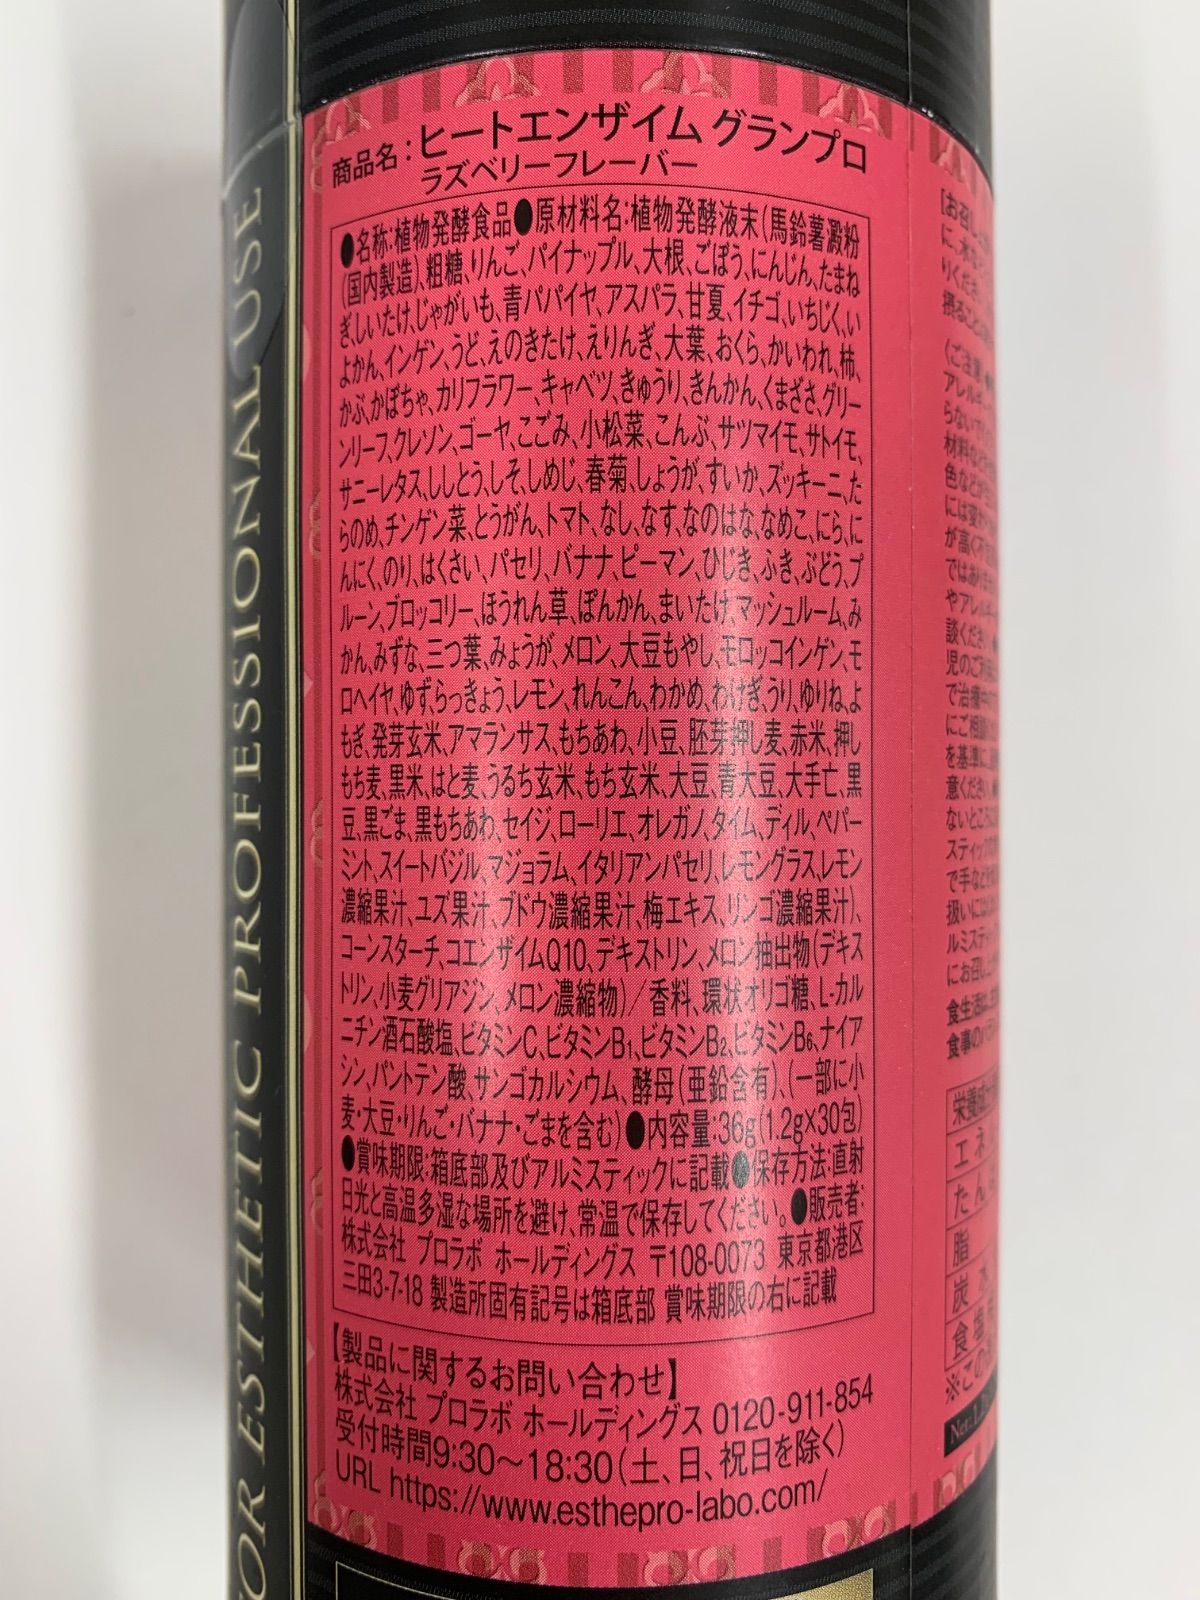 FOR ESTHETIC PROFESSIONAL USE
商品名：ヒートエンザイム グランプロ
ラズベリーフレーバー
●名称:植物発酵食品●原材料名:植物発酵液末（馬鈴薯澱粉
（国内製造）、粗糖、りんご、パイナップル、大根、ごぼう、にんじん、たまね
ぎ、しいたけ、じゃがいも、青パパイヤ、アスパラ、甘夏、イチゴ、いちじく、い
よかん、インゲン、うど、えのきたけ、えりんぎ、大葉、おくら、かいわれ、柿、
かぶ、かぼちゃ、カリフラワー、キャベツ、きゅうり、きんかん、くまざさ、グリー
ンリーフ、クレソン、ゴーヤ、こごみ、小松菜、こんぶ、サツマイモ、サトイモ、
サニーレタス、ししとう、しそ、しめじ、春菊、しょうが、すいか、ズッキーニ、た
らのめ、チンゲン菜、とうがん、トマト、なし、なす、なのはな、なめこ、にら、に
んにく、のり、はくさい、パセリ、バナナ、ピーマン、ひじき、ふき、ぶどう、プ
ルーン、ブロッコリー、ほうれん草、ぽんかん、まいたけ、マッシュルーム、み
かん、みずな、三つ葉、みょうが、メロン、大豆もやし、モロッコインゲン、モ
ロヘイヤ、ゆず、らっきょう、レモン、れんこん、わかめ、わけぎ、うり、ゆりね、よ
もぎ、発芽玄米、アマランサス、もちあわ、小豆、胚芽押し麦、赤米、押し
もち麦、黒米、はと麦、うるち玄米、もち玄米、大豆、青大豆、大手亡、黒
豆、黒ごま、黒もちあわ、セイジ、ローリエ、オレガノ、タイム、ディル、ペパー
ミント、スイートバジル、マジョラム、イタリアンパセリ、レモングラス、レモン
濃縮果汁、ユズ果汁、ブドウ濃縮果汁、梅エキス、リンゴ濃縮果汁）、
コーンスターチ、コエンザイムQ10、デキストリン、メロン抽出物（デキス
トリン、小麦グリアジン、メロン濃縮物）／香料、環状オリゴ糖、L-カル
ニチン酒石酸塩、ビタミンC、ビタミンB1、ビタミンB2、ビタミンB6、ナイア
シン、パントテン酸、サンゴカルシウム、酵母（亜鉛含有）、（一部に小
麦・大豆・りんご・バナナ・ごまを含む）●内容量:36g（1.2g×30包）
●賞味期限:箱底部及びアルミスティックに記載●保存方法:直射
日光と高温多湿な場所を避け、常温で保存してください。●販売者:
株式会社 プロラボ ホールディングス 〒108-0073 東京都港区
三田3-7-18 製造所固有記号は箱底部 賞味期限の右に記載
【製品に関するお問い合わせ】
株式会社 プロラボ ホールディングス 0120-911-854
受付時間9:30〜18:30（土、日、祝日を除く）
URL https://www.esthepro-labo.com/